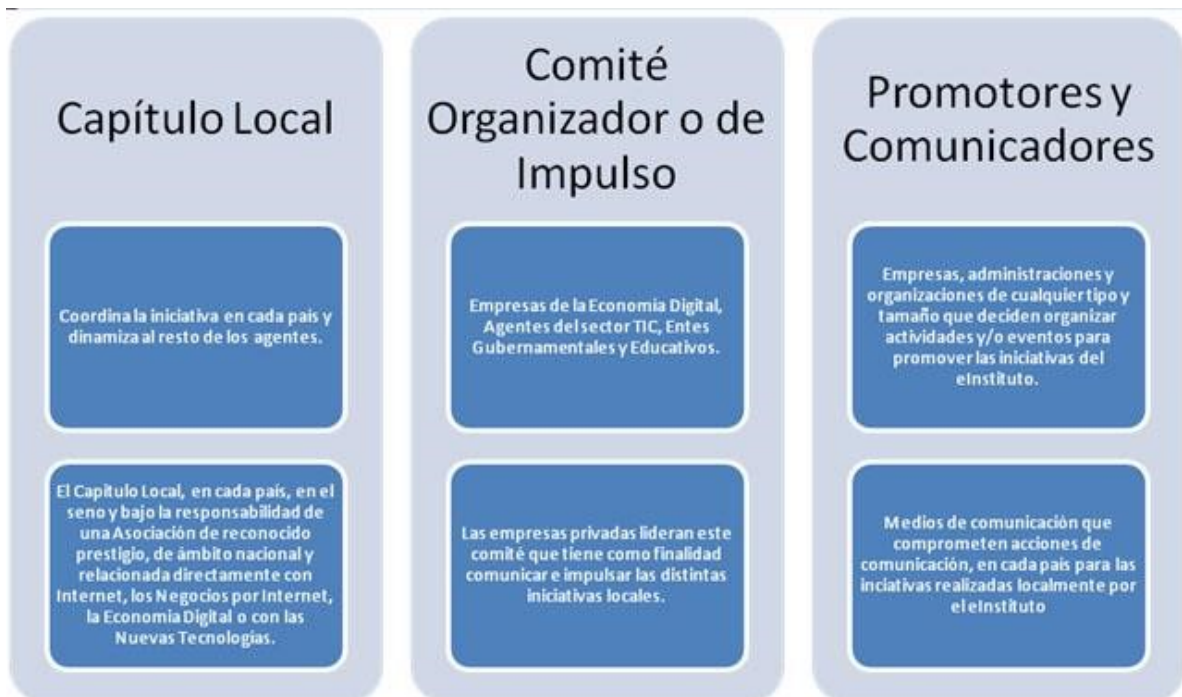 Capítulo Local
Coordina la iniciativa en cada país y
dinamiza al resto de los agentes.
El Capítulo Local, en cada país, en el
seno y bajo la responsabilidad de
una Asociación de reconocido
prestigio, de ámbito nacional y
relacionada directamente con
Internet, los Negocios por Internet,
la Economía Digital o con las
Nuevas Tecnologías.
Comité
Organizador o de
Impulso
Empresas de la Economía Digital,
Agentes del sector TIC, Entes
Gubernamentales y Educativos.
Las empresas privadas lideran este
comité que tiene como finalidad
comunicar e impulsar las distintas
iniciativas locales.
Promotores y
Comunicadores
Empresas, administraciones y
organizaciones de cualquier tipo y
tamaño que deciden organizar
actividades y/o eventos para
promover las iniciativas del
eInstituto.
Medios de comunicación que
comprometen acciones de
comunicación, en cada país para las
inciativas realizadas localmente por
el eInstituto